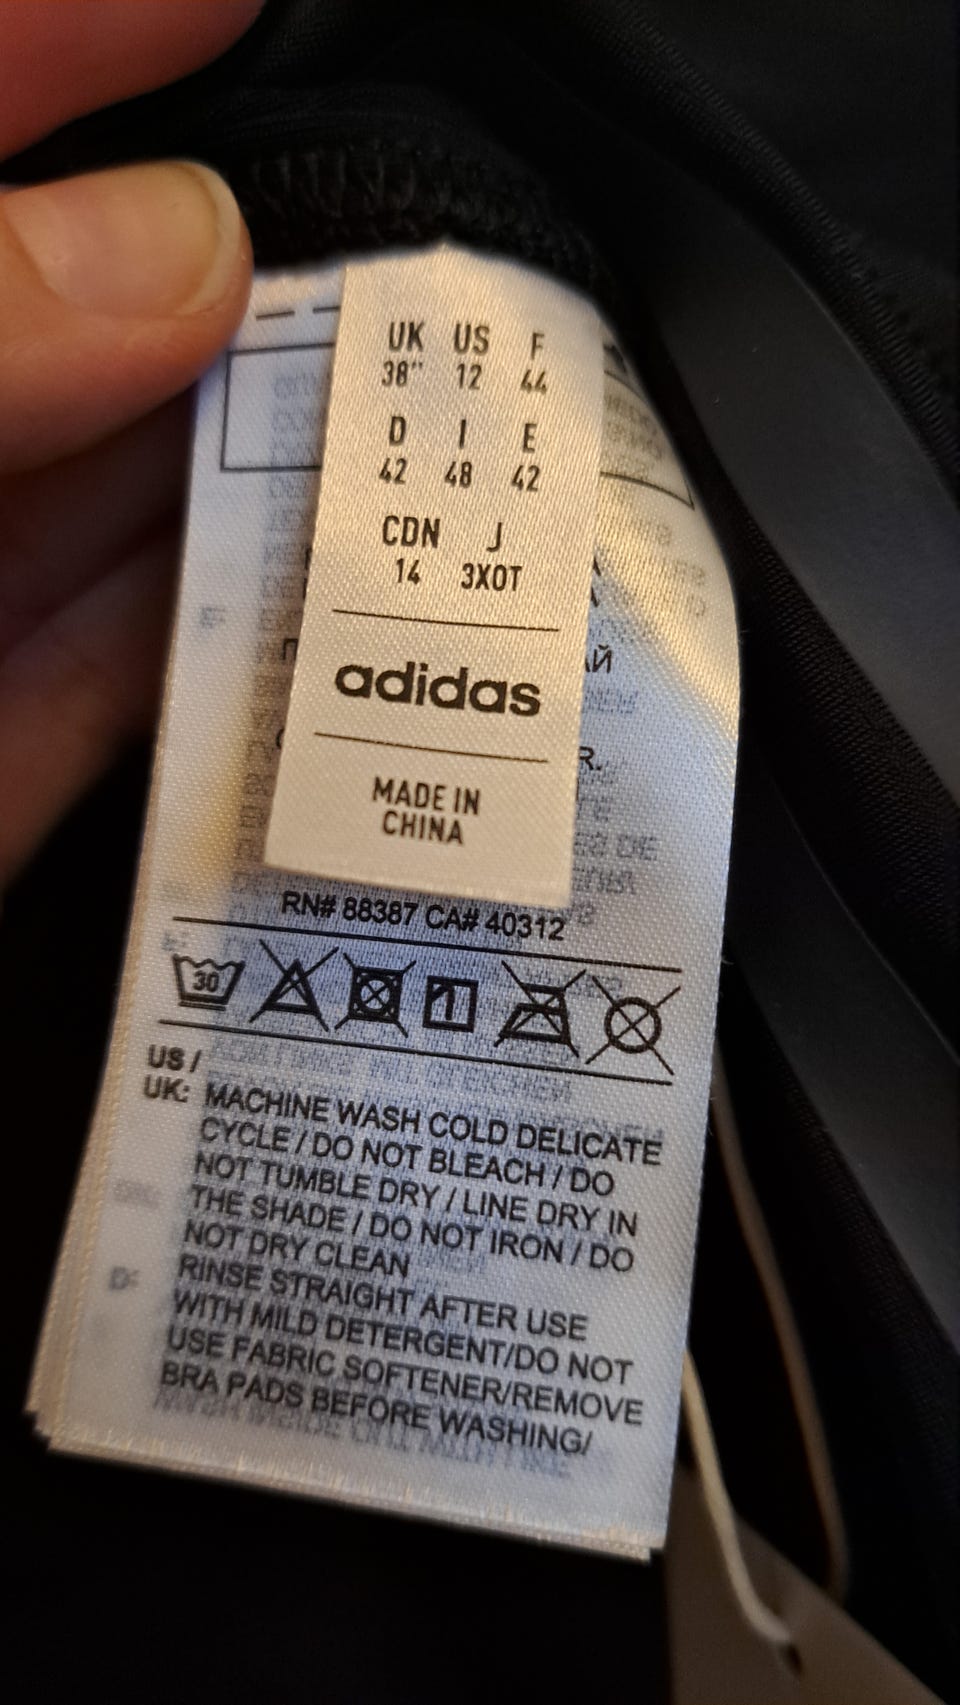 UK US F
38" 12 44
D I E
42 48 42
CDN J
14 3XOT
adidas
MADE IN
CHINA
RN# 88387 CA# 40312
30
1
US /
UK: MACHINE WASH COLD DELICATE
CYCLE / DO NOT BLEACH / DO
NOT TUMBLE DRY / LINE DRY IN
THE SHADE / DO NOT IRON / DO
NOT DRY CLEAN
RINSE STRAIGHT AFTER USE
WITH MILD DETERGENT/DO NOT
USE FABRIC SOFTENER/REMOVE
BRA PADS BEFORE WASHING/